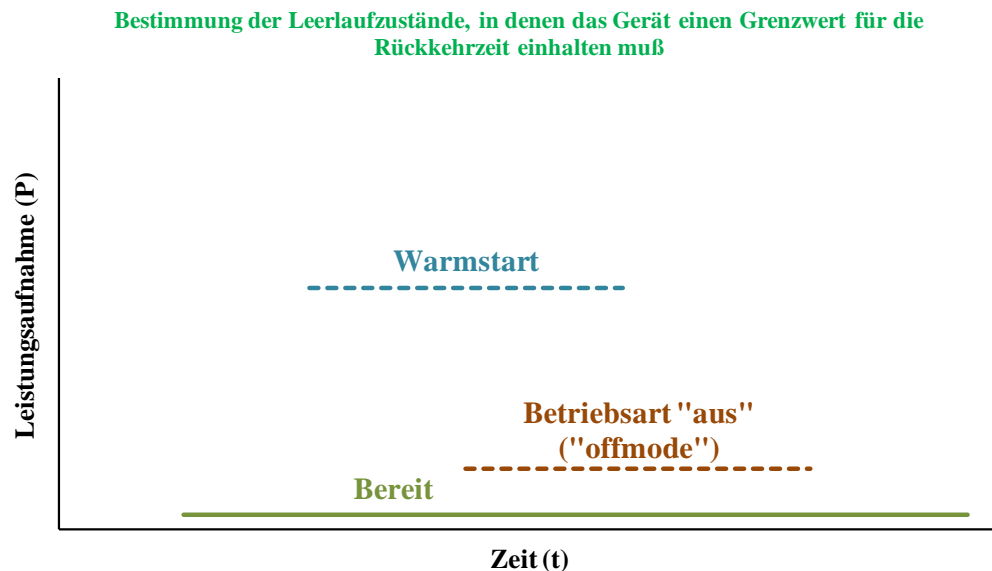 Bestimmung der Leerlaufzustände, in denen das Gerät einen Grenzwert für die
Rückkehrzeit einhalten muß
Leistungsaufnahme (P)
Warmstart
Betriebsart "aus"
("offmode")
Bereit
Zeit (t)